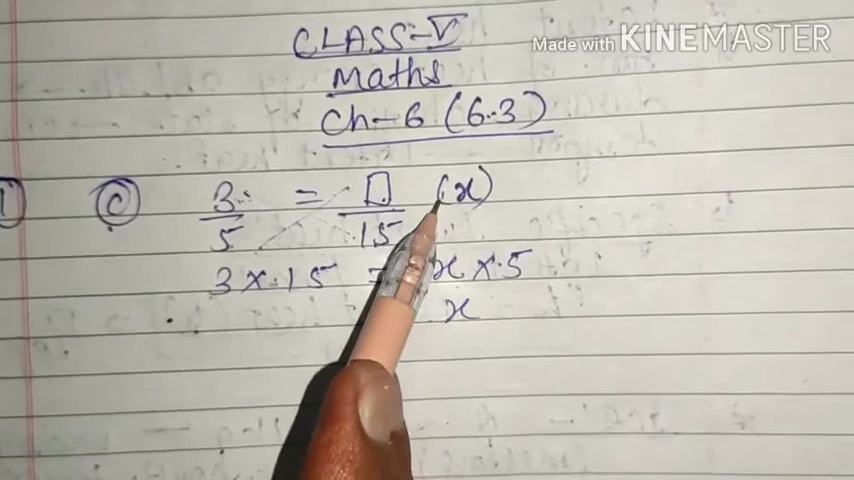 CLASS-V
Made with KINEMASTER
Maths
Ch-6 (6.3)
1 C 3 = □ (x)
5 15
3 × 15 = x × 5
x